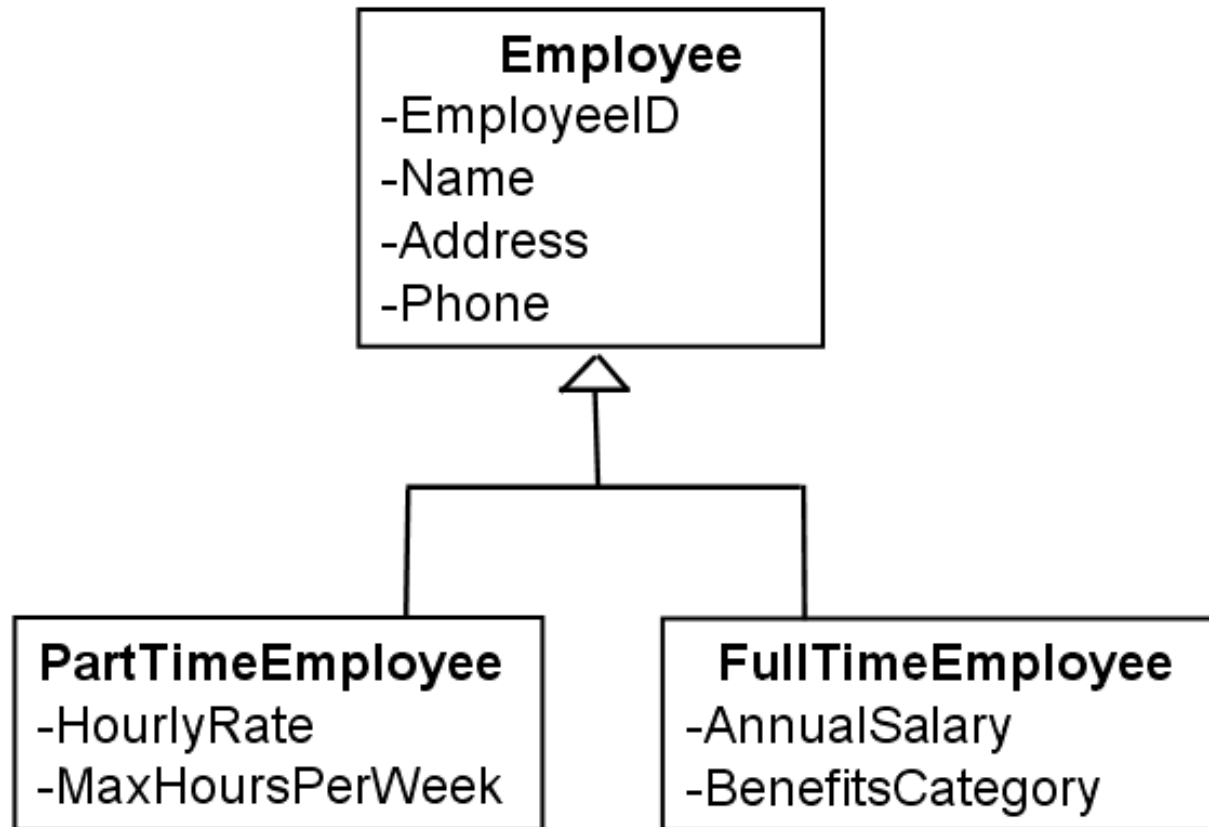 Employee
-EmployeeID
-Name
-Address
-Phone
PartTimeEmployee
-HourlyRate
-MaxHoursPerWeek
FullTimeEmployee
-AnnualSalary
-BenefitsCategory